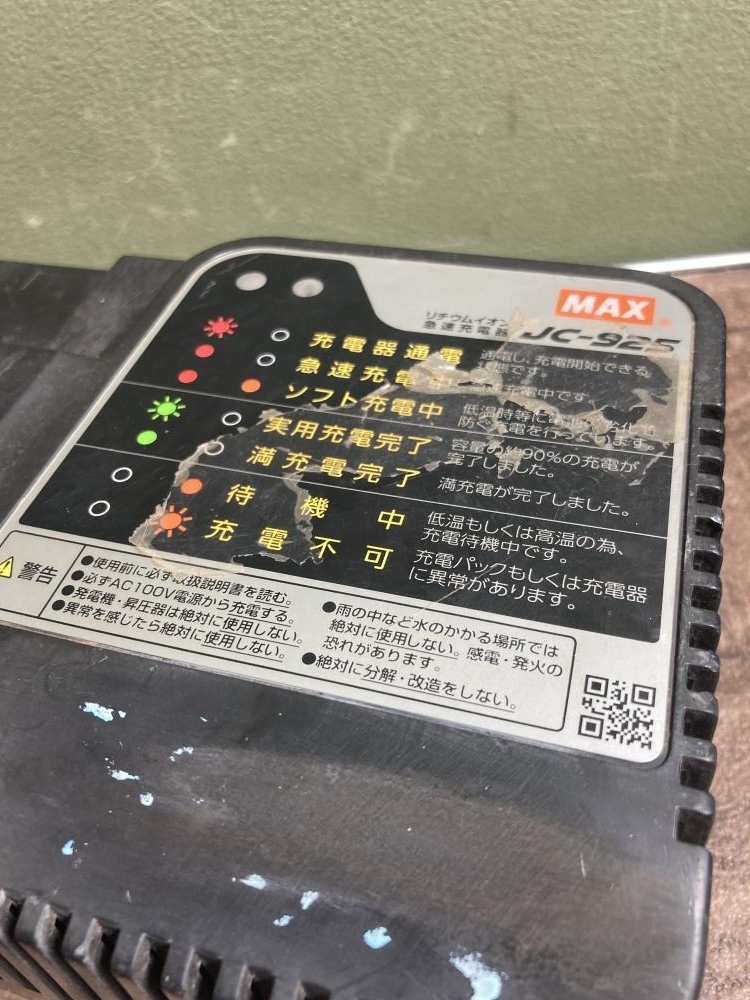 MAX
リチウムイオン
急速充電器
JC-925
充電器通電
通電し、充電開始できる
状態です。
急速充電中
充電中です。
ソフト充電中
低温時等に
防ぐ充電を行っています。
実用充電完了
容量の約90%の充電が
完了しました。
満充電完了
満充電が完了しました。
待機中
低温もしくは高温の為、
充電待機中です。
充電不可
充電パックもしくは充電器
に異常があります。
警告
●使用前に必ず取扱説明書を読む。
●必ずAC100V電源から充電する。
●発電機・昇圧器は絶対に使用しない。
●異常を感じたら絶対に使用しない。
●雨の中など水のかかる場所では
絶対に使用しない。感電・発火の
恐れがあります。
●絶対に分解・改造をしない。